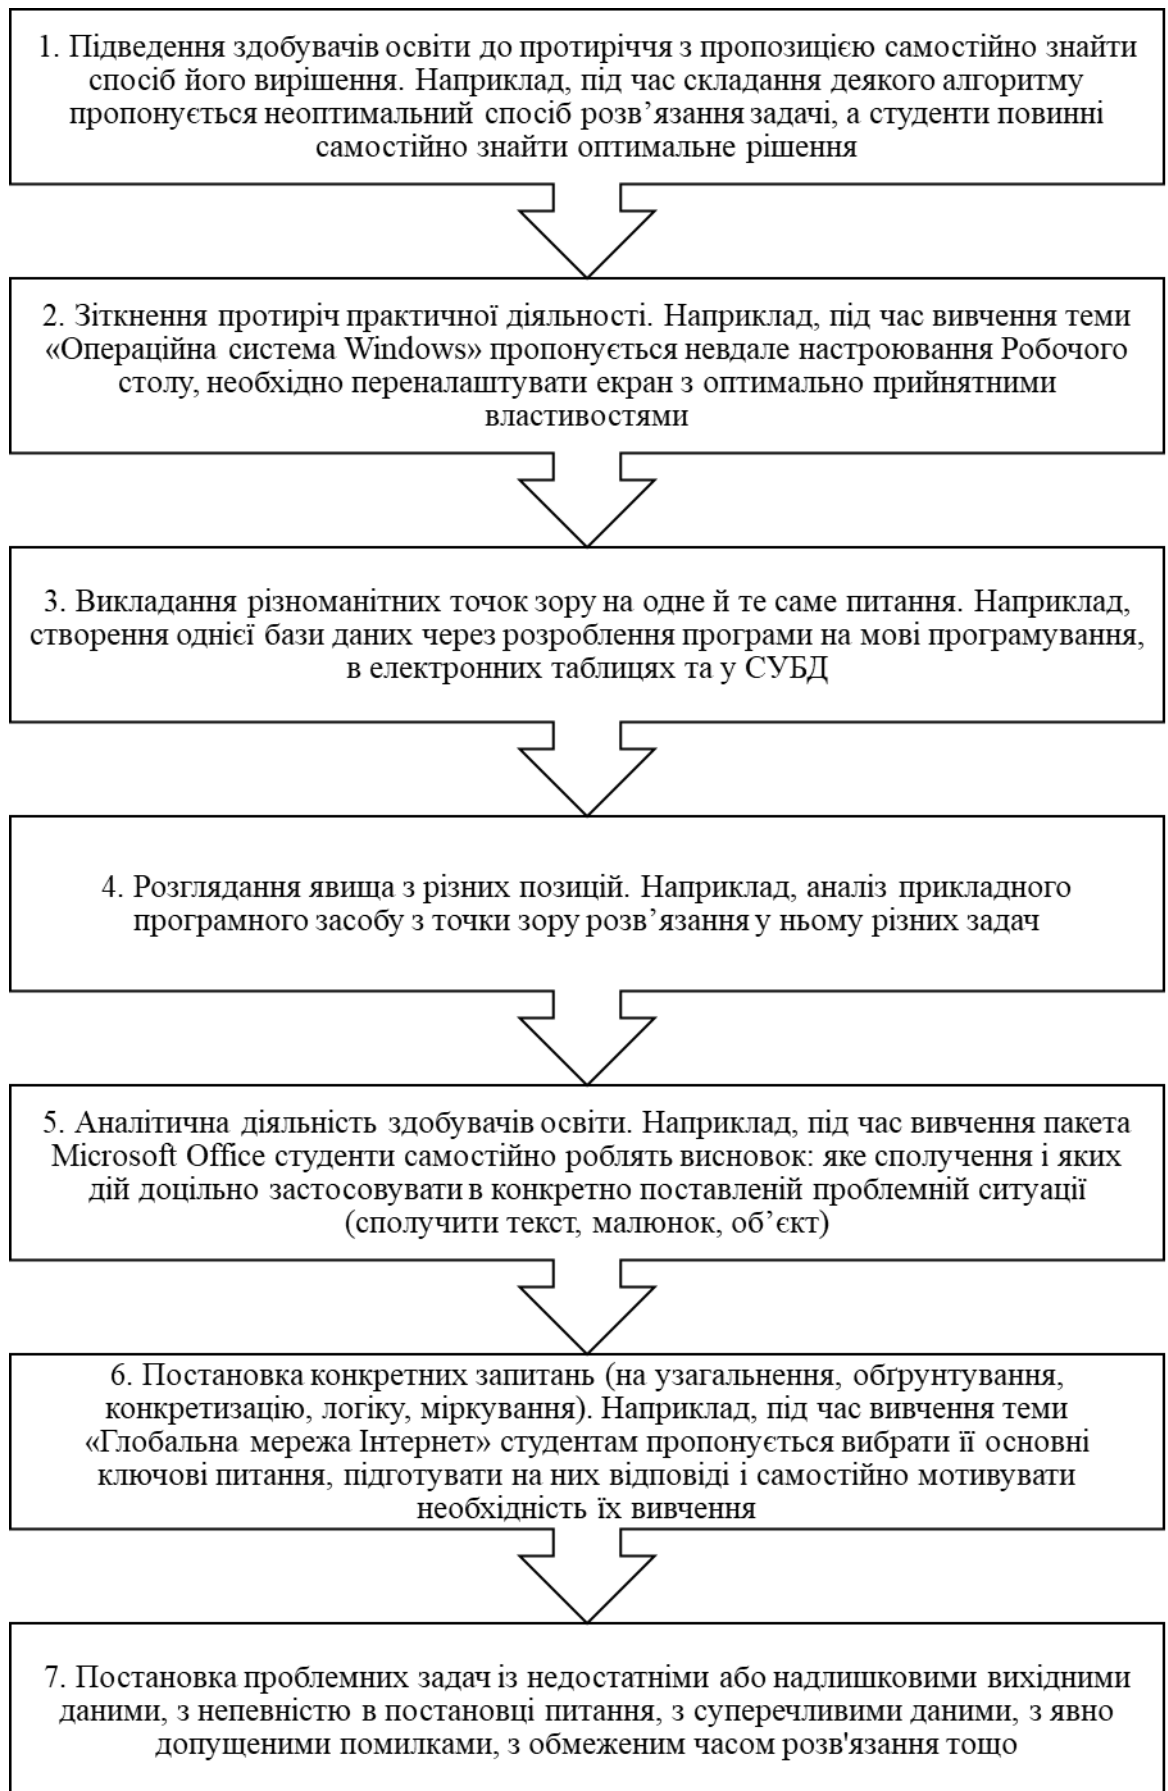 1. Підведення здобувачів освіти до протиріччя з пропозицією самостійно знайти
спосіб його вирішення. Наприклад, під час складання деякого алгоритму
пропонується неоптимальний спосіб розв’язання задачі, а студенти повинні
самостійно знайти оптимальне рішення
2. Зіткнення протиріч практичної діяльності. Наприклад, під час вивчення теми
«Операційна система Windows» пропонується невдале настроювання Робочого
столу, необхідно переналаштувати екран з оптимально прийнятними
властивостями
3. Викладання різноманітних точок зору на одне й те саме питання. Наприклад,
створення однієї бази даних через розроблення програми на мові програмування,
в електронних таблицях та у СУБД
4. Розглядання явища з різних позицій. Наприклад, аналіз прикладного
програмного засобу з точки зору розв’язання у ньому різних задач
5. Аналітична діяльність здобувачів освіти. Наприклад, під час вивчення пакета
Microsoft Office студенти самостійно роблять висновок: яке сполучення і яких
дій доцільно застосовувати в конкретно поставленій проблемній ситуації
(сполучити текст, малюнок, об’єкт)
6. Постановка конкретних запитань (на узагальнення, обґрунтування,
конкретизацію, логіку, міркування). Наприклад, під час вивчення теми
«Глобальна мережа Інтернет» студентам пропонується вибрати її основні
ключові питання, підготувати на них відповіді і самостійно мотивувати
необхідність їх вивчення
7. Постановка проблемних задач із недостатніми або надлишковими вихідними
даними, з непевністю в постановці питання, з суперечливими даними, з явно
допущеними помилками, з обмеженим часом розв'язання тощо